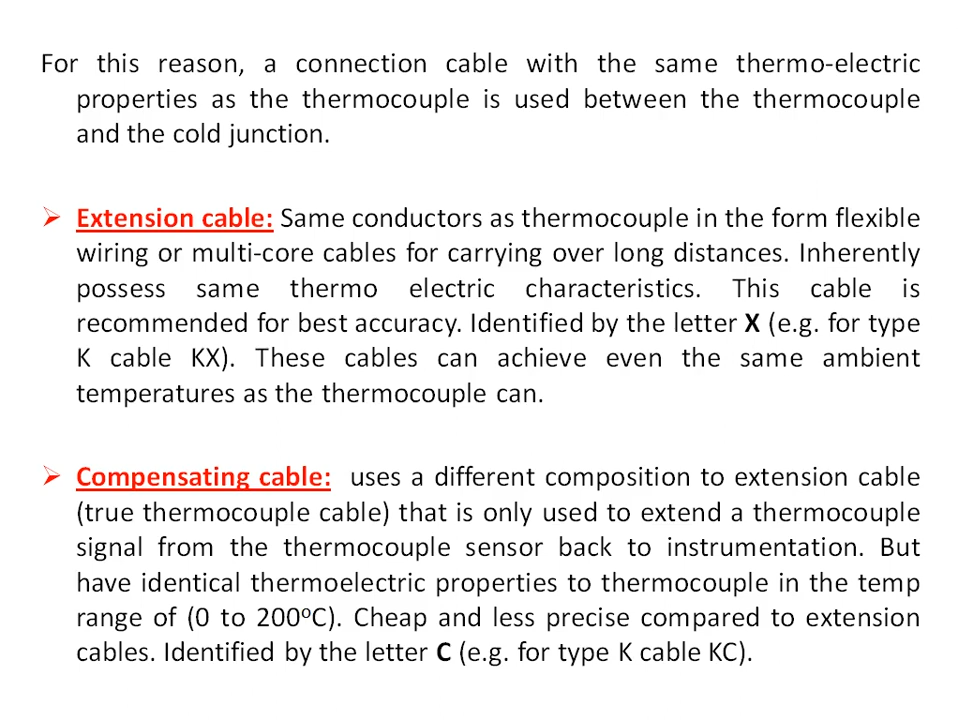 For this reason, a connection cable with the same thermo-electric
properties as the thermocouple is used between the thermocouple
and the cold junction.
➢ Extension cable: Same conductors as thermocouple in the form flexible
wiring or multi-core cables for carrying over long distances. Inherently
possess same thermo electric characteristics. This cable is
recommended for best accuracy. Identified by the letter X (e.g. for type
K cable KX). These cables can achieve even the same ambient
temperatures as the thermocouple can.
➢ Compensating cable: uses a different composition to extension cable
(true thermocouple cable) that is only used to extend a thermocouple
signal from the thermocouple sensor back to instrumentation. But
have identical thermoelectric properties to thermocouple in the temp
range of (0 to 200°C). Cheap and less precise compared to extension
cables. Identified by the letter C (e.g. for type K cable KC).